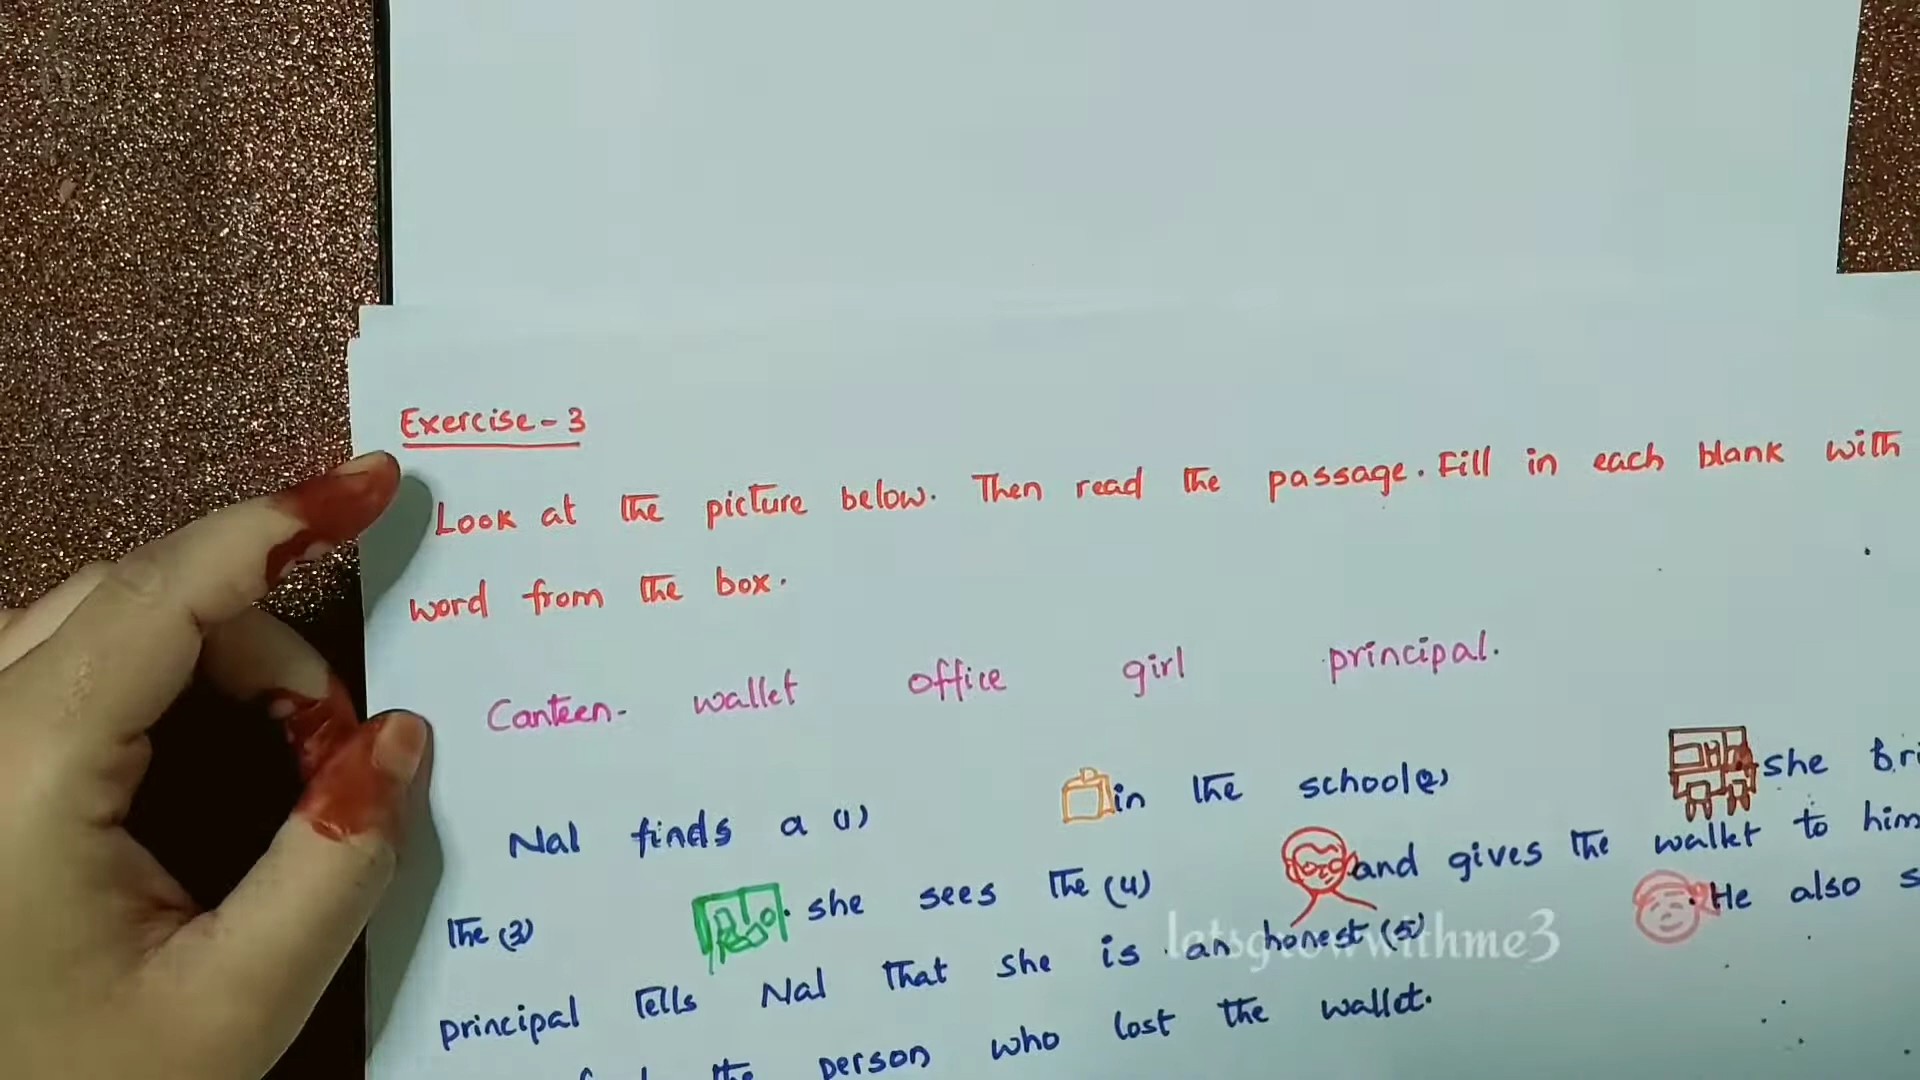 Exercise - 3
Look at the picture below. Then read the passage. Fill in each blank with
word from the box.
Canteen- wallet office girl principal.
Nal finds a (1) in the school(2) she
the (3) . she sees the (4) and gives the wallet to him
principal tells Nal that she is an honest (5) . He also
the person who lost the wallet.
letsgrowwithme3